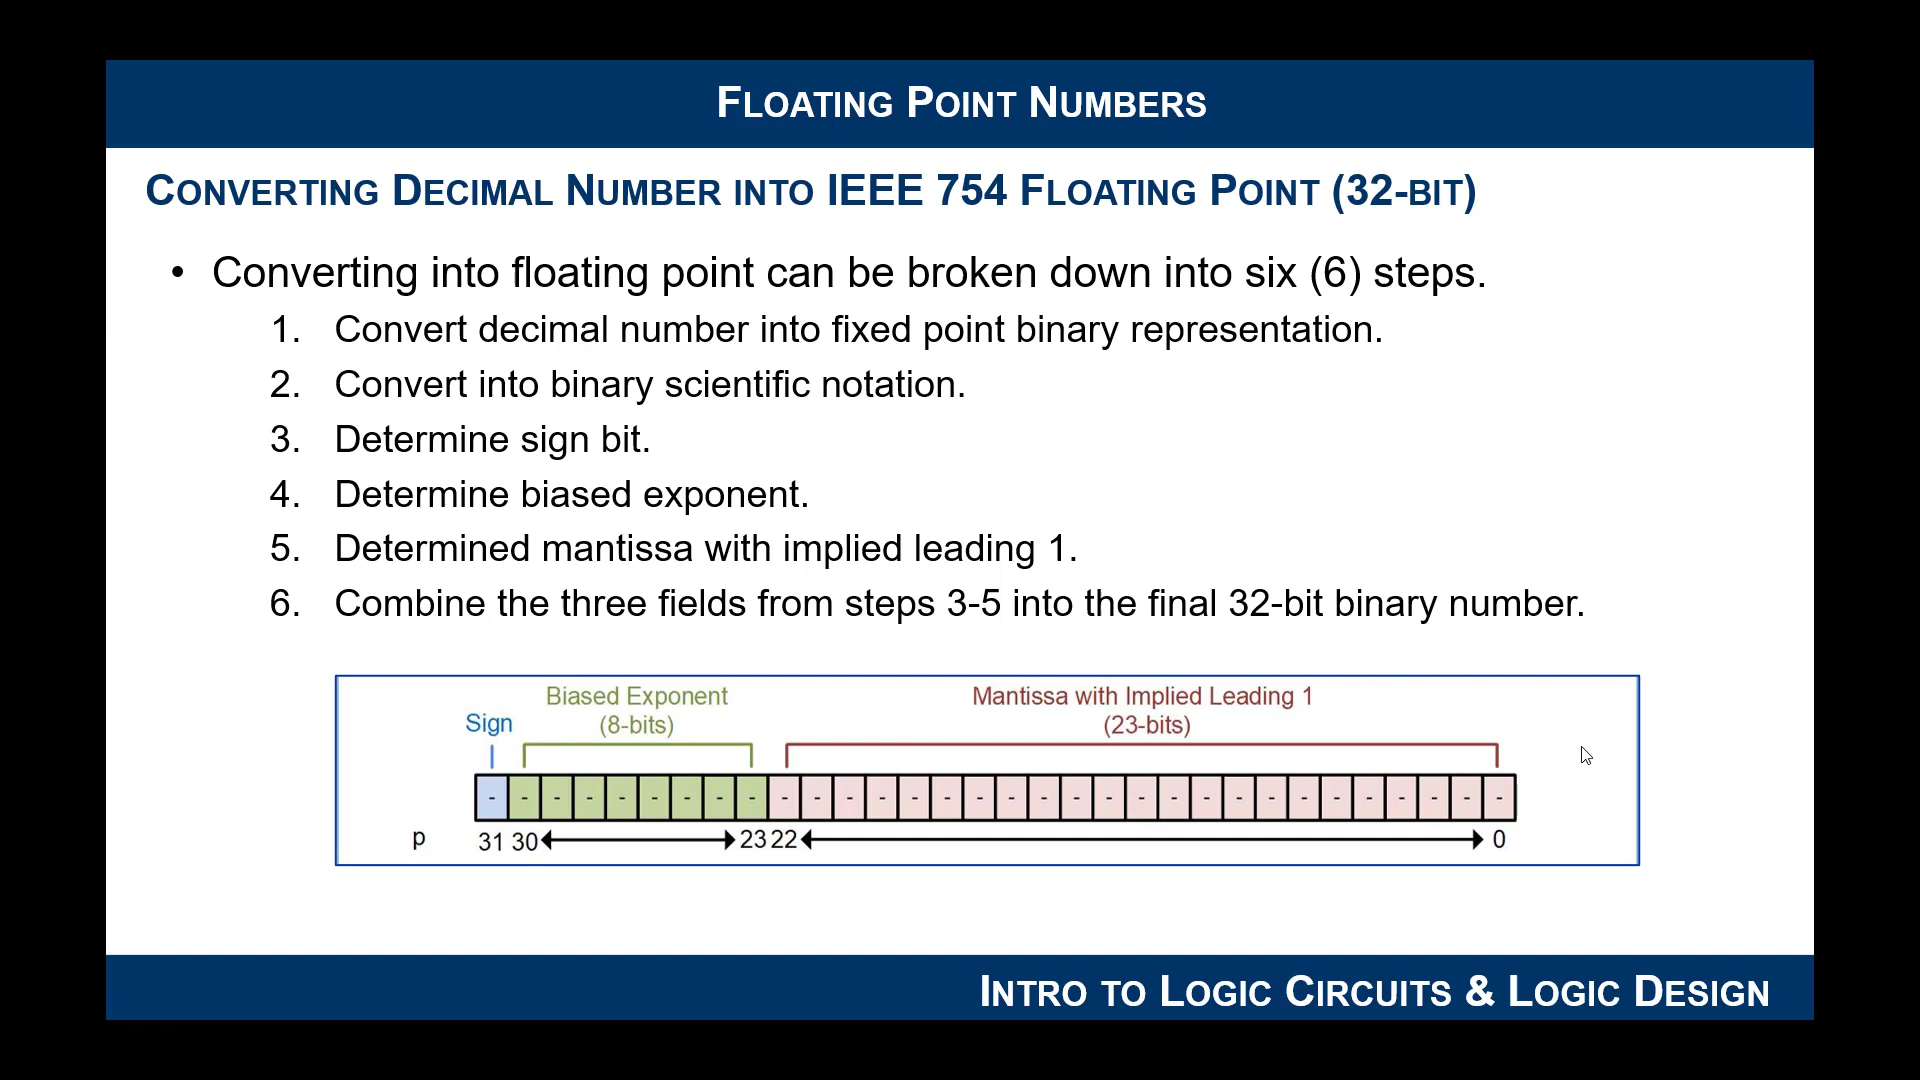 FLOATING POINT NUMBERS
CONVERTING DECIMAL NUMBER INTO IEEE 754 FLOATING POINT (32-BIT)
• Converting into floating point can be broken down into six (6) steps.
1. Convert decimal number into fixed point binary representation.
2. Convert into binary scientific notation.
3. Determine sign bit.
4. Determine biased exponent.
5. Determined mantissa with implied leading 1.
6. Combine the three fields from steps 3-5 into the final 32-bit binary number.
Sign
Biased Exponent
(8-bits)
Mantissa with Implied Leading 1
(23-bits)
- - - - - - - - - - - - - - - - - - - - - - - - - - - - - - - -
p 31 30 23 22 0
INTRO TO LOGIC CIRCUITS & LOGIC DESIGN